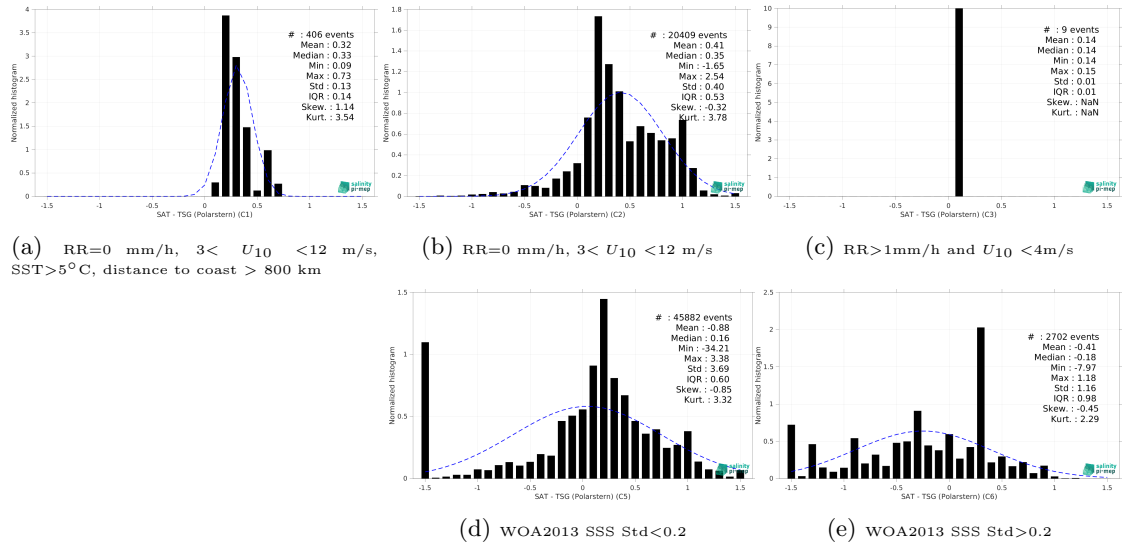 # : 406 events
Mean : 0.32
Median : 0.33
Min : 0.09
Max : 0.73
Std : 0.13
IQR : 0.14
Skew. : 1.14
Kurt. : 3.54
Normalized histogram
4
3.5
3
2.5
2
1.5
1
0.5
0
-1.5 -1 -0.5 0 0.5 1 1.5
SAT - TSG (Polarstern) (C1)
salinity
pi-mep
(a) RR=0 mm/h, 3< U10 <12 m/s,
SST>5°C, distance to coast > 800 km
# : 20409 events
Mean : 0.41
Median : 0.35
Min : -1.65
Max : 2.54
Std : 0.40
IQR : 0.53
Skew. : -0.32
Kurt. : 3.78
Normalized histogram
1.8
1.6
1.4
1.2
1
0.8
0.6
0.4
0.2
0.0
-1.5 -1 -0.5 0 0.5 1 1.5
SAT - TSG (Polarstern) (C2)
salinity
pi-mep
(b) RR=0 mm/h, 3< U10 <12 m/s
# : 9 events
Mean : 0.14
Median : 0.14
Min : 0.14
Max : 0.15
Std : 0.01
IQR : 0.01
Skew. : NaN
Kurt. : NaN
Normalized histogram
10
9
8
7
6
5
4
3
2
1
0
-1.5 -1 -0.5 0 0.5 1 1.5
SAT - TSG (Polarstern) (C3)
salinity
pi-mep
(c) RR>1mm/h and U10 <4m/s
# : 45882 events
Mean : -0.88
Median : 0.16
Min : -34.21
Max : 3.38
Std : 3.69
IQR : 0.60
Skew. : -0.85
Kurt. : 3.32
Normalized histogram
1.5
1
0.5
0
-1.5 -1 -0.5 0 0.5 1 1.5
SAT - TSG (Polarstern) (C5)
salinity
pi-mep
(d) WOA2013 SSS Std<0.2
# : 2702 events
Mean : -0.41
Median : -0.18
Min : -7.97
Max : 1.18
Std : 1.16
IQR : 0.98
Skew. : -0.45
Kurt. : 2.29
Normalized histogram
2.5
2
1.5
1
0.5
0
-1.5 -1 -0.5 0 0.5 1 1.5
SAT - TSG (Polarstern) (C6)
salinity
pi-mep
(e) WOA2013 SSS Std>0.2